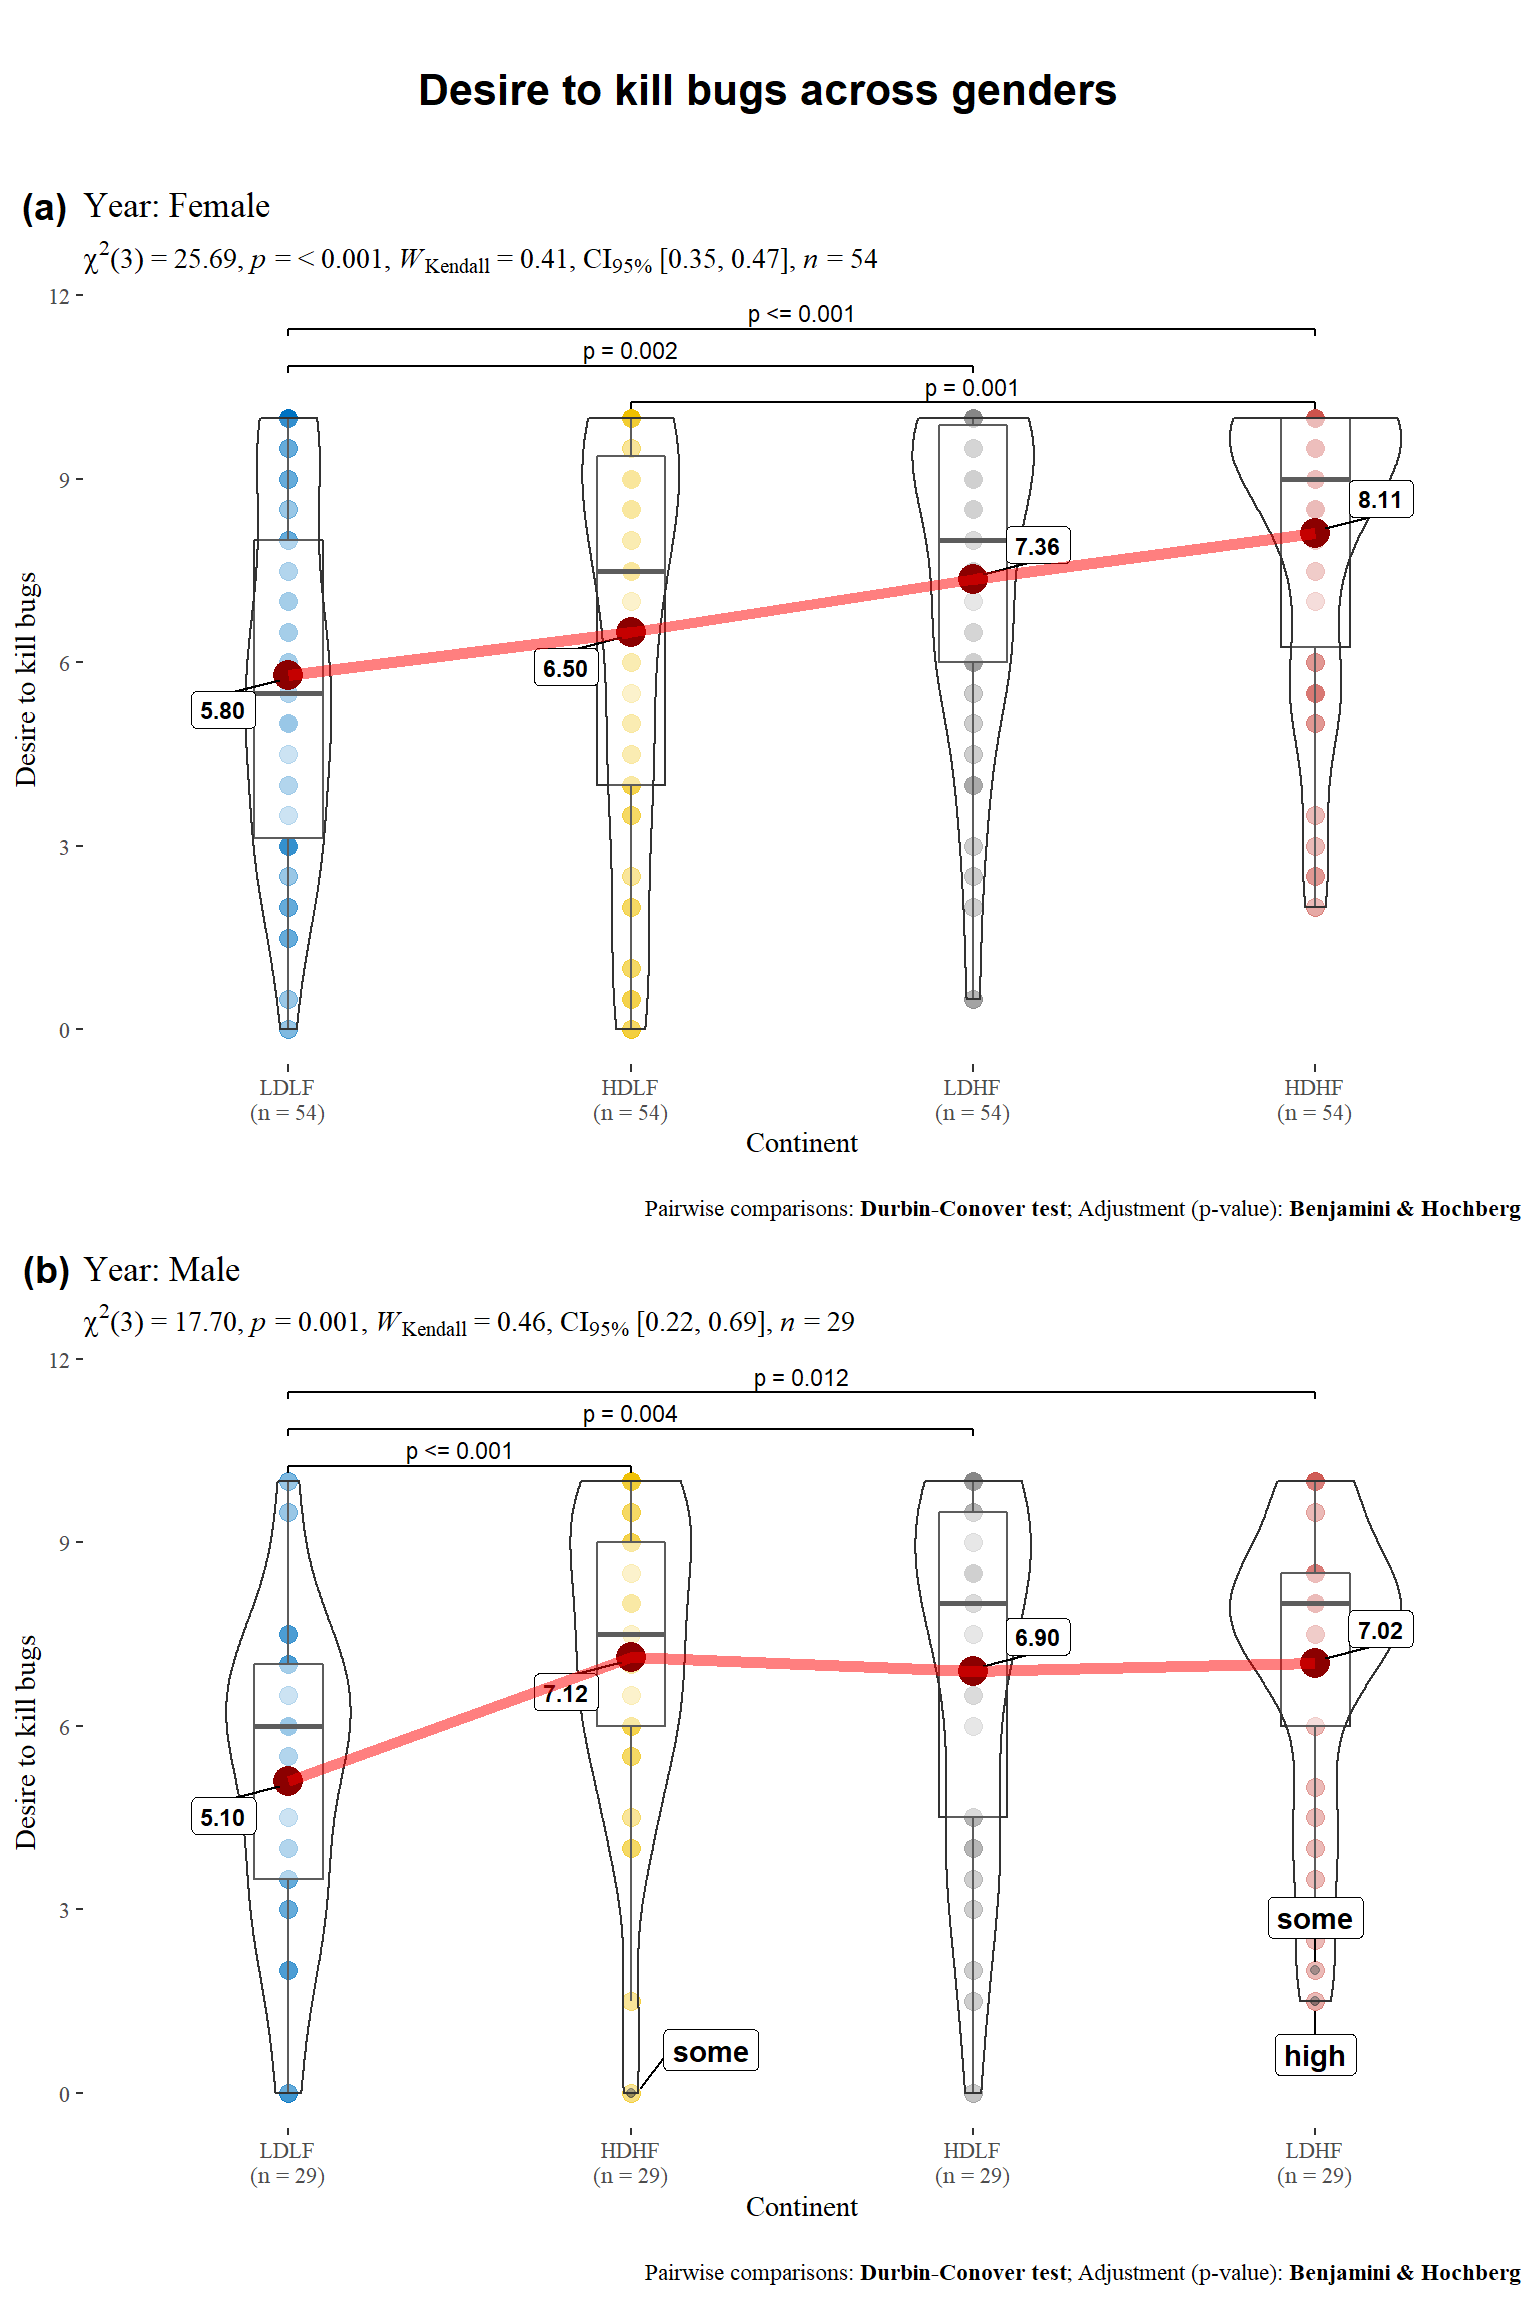 Desire to kill bugs across genders
(a) Year: Female
χ²(3) = 25.69, p = < 0.001, W Kendall = 0.41, CI95% [0.35, 0.47], n = 54
12
p <= 0.001
p = 0.002
p = 0.001
9
8.11
7.36
6
6.50
5.80
3
0
Desire to kill bugs
LDLF
(n = 54)
HDLF
(n = 54)
LDHF
(n = 54)
HDHF
(n = 54)
Continent
Pairwise comparisons: Durbin-Conover test; Adjustment (p-value): Benjamini & Hochberg
(b) Year: Male
χ²(3) = 17.70, p = 0.001, W Kendall = 0.46, CI95% [0.22, 0.69], n = 29
12
p = 0.012
p = 0.004
p <= 0.001
9
7.02
6.90
7.12
6
5.10
3
some
some
high
0
Desire to kill bugs
LDLF
(n = 29)
HDHF
(n = 29)
HDLF
(n = 29)
LDHF
(n = 29)
Continent
Pairwise comparisons: Durbin-Conover test; Adjustment (p-value): Benjamini & Hochberg